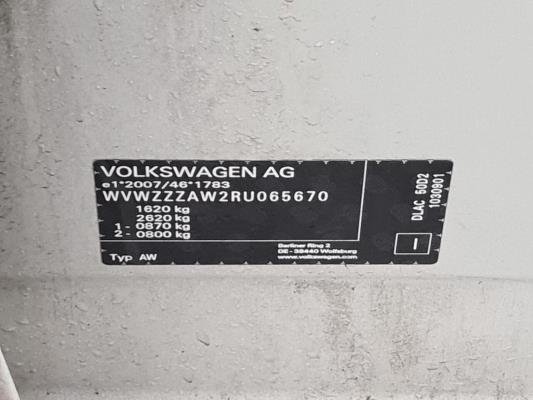 VOLKSWAGEN AG
e1*2007/46*1783
WVWZZZAW2RU065670
1620 kg
2620 kg
1 - 0870 kg
2 - 0800 kg
Typ AW
Berliner Ring 2
DE - 38440 Wolfsburg
www.volkswagen.com
DLAC 50D2
1030901
I